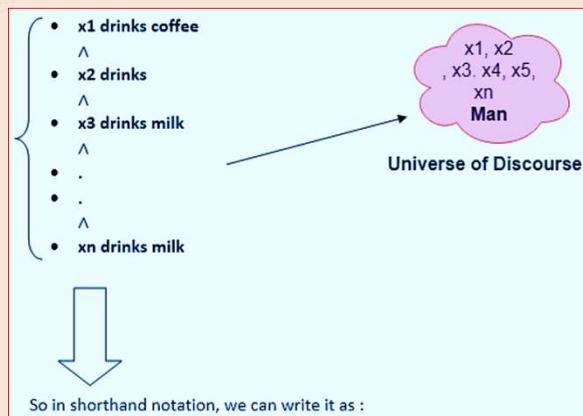 • x1 drinks coffee
∧
• x2 drinks
∧
• x3 drinks milk
∧
• .
• .
∧
• xn drinks milk
x1, x2
, x3. x4, x5,
xn
Man
Universe of Discourse
So in shorthand notation, we can write it as :